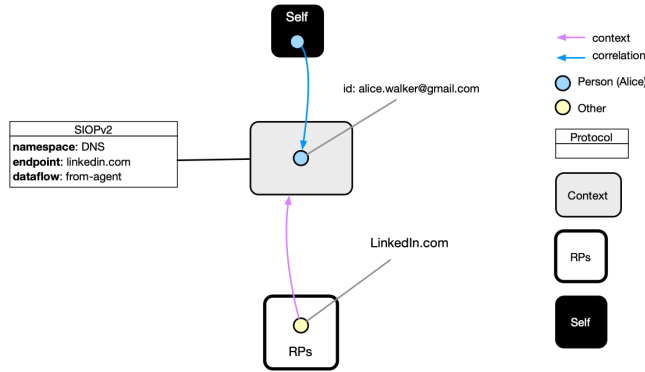 Self
id: alice.walker@gmail.com
SIOPv2
namespace: DNS
endpoint: linkedin.com
dataflow: from-agent
LinkedIn.com
RPs
context
correlation
Person (Alice)
Other
Protocol
Context
RPs
Self